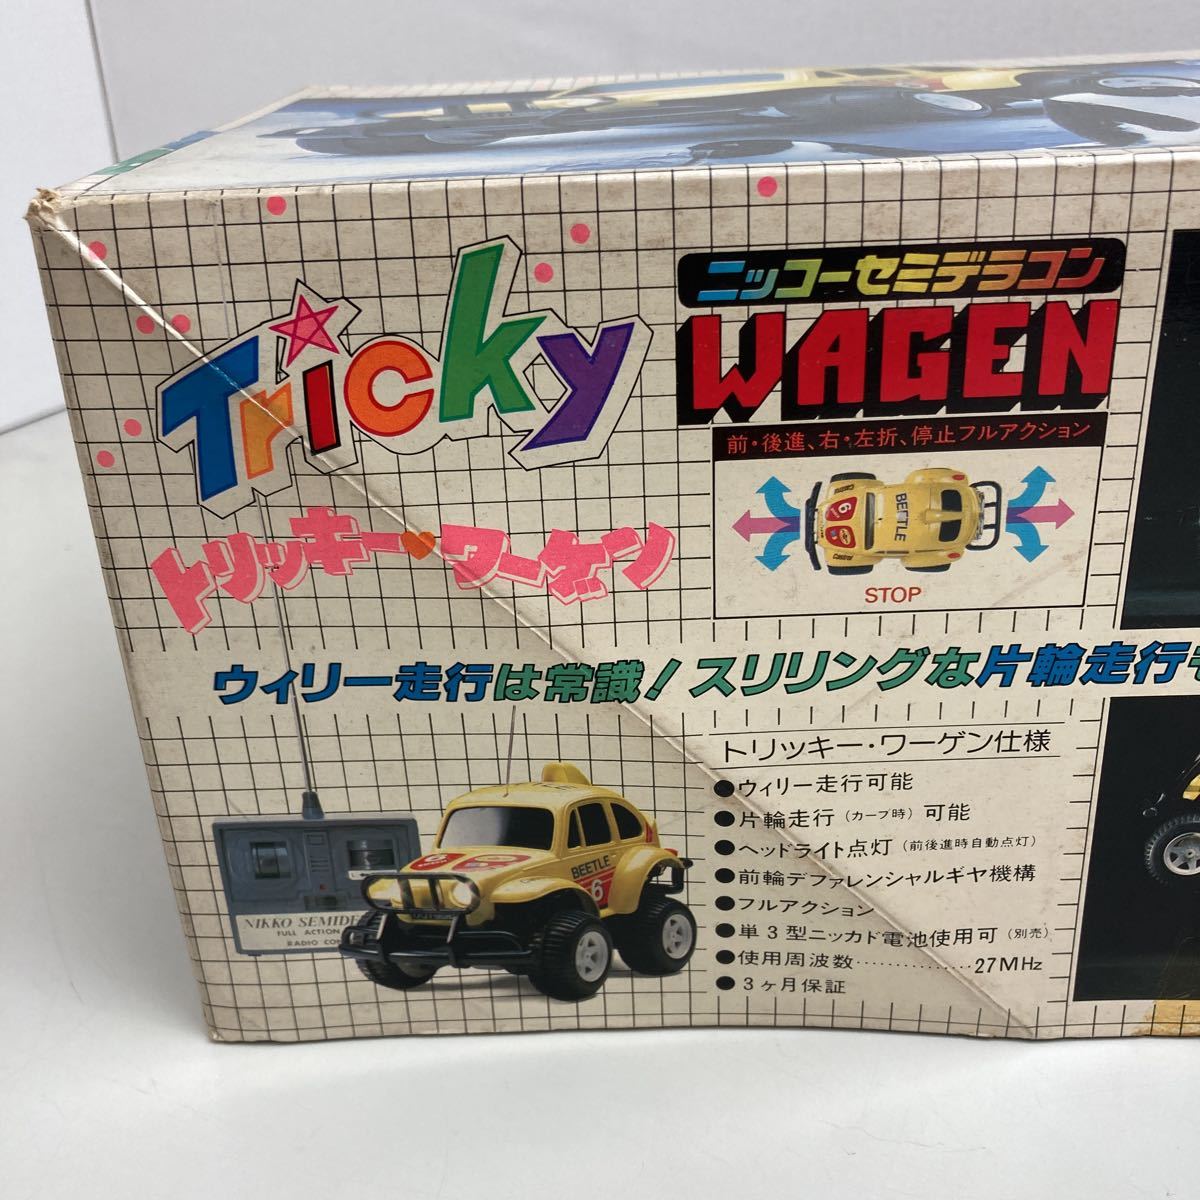 Tricky
トリッキー・ワーゲン
ニッコーセミデラコン
WAGEN
前・後進、右・左折、停止フルアクション
BEETLE
6
Castrol
STOP
ウィリー走行は常識！スリリングな片輪走行も
トリッキー・ワーゲン仕様
●ウィリー走行可能
●片輪走行（カーブ時）可能
●ヘッドライト点灯（前後進時自動点灯）
●前輪デファレンシャルギヤ機構
●フルアクション
●単3型ニッカド電池使用可（別売）
●使用周波数……………27MHz
●3ヶ月保証
NIKKO SEMIDE
FULL ACTION
RADIO CO
BEETLE
6